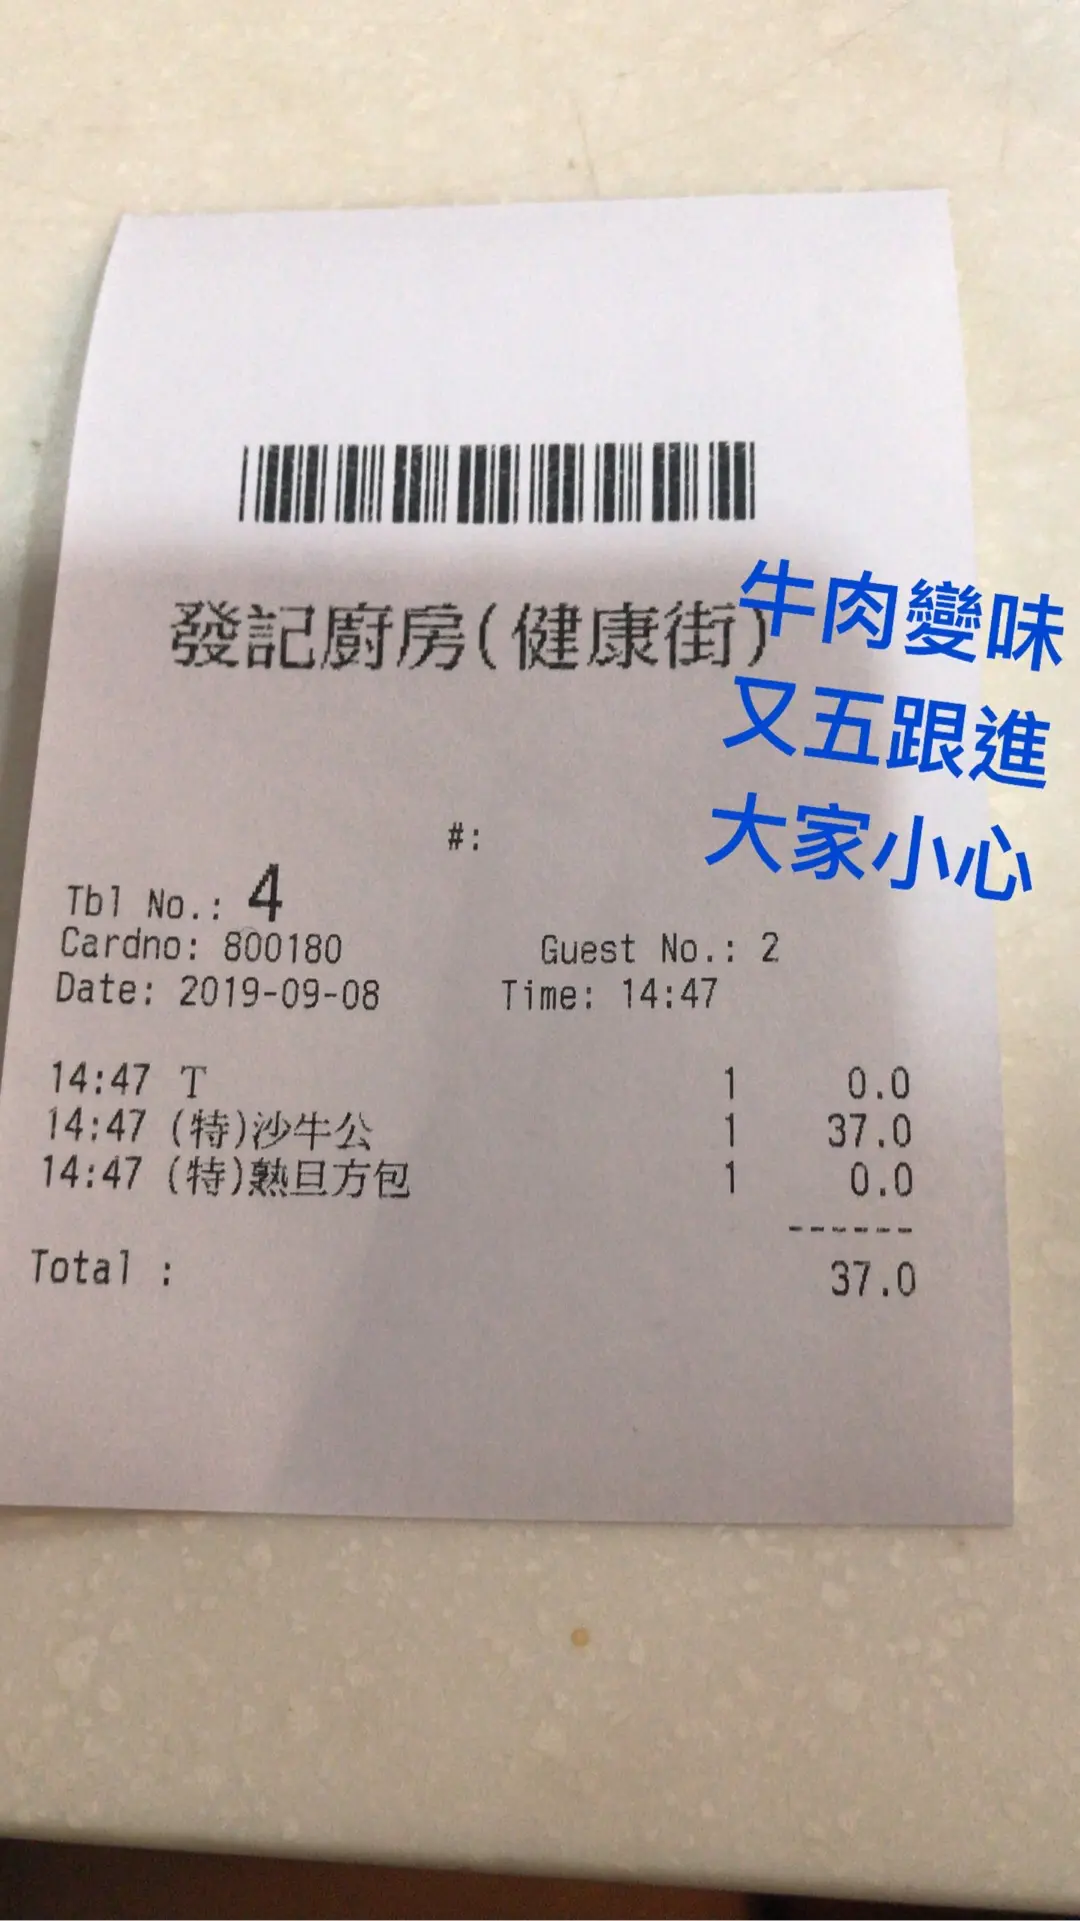 發記廚房(健康街)
牛肉變味
又五跟進
大家小心
#:
Tbl No.: 4
Cardno: 800180 Guest No.: 2
Date: 2019-09-08 Time: 14:47
14:47 T 1 0.0
14:47 (特)沙牛公 1 37.0
14:47 (特)熟旦方包 1 0.0
------
Total : 37.0